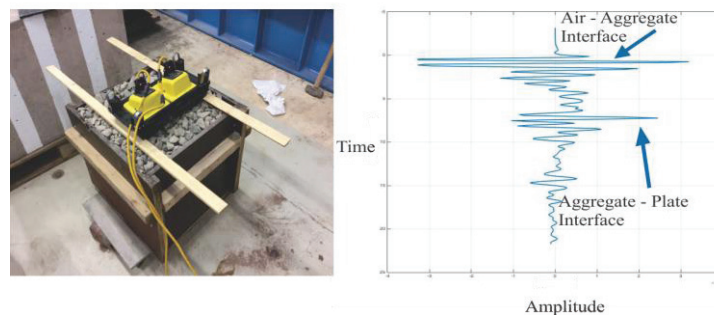 Air - Aggregate
Interface
Time
Aggregate - Plate
Interface
Amplitude